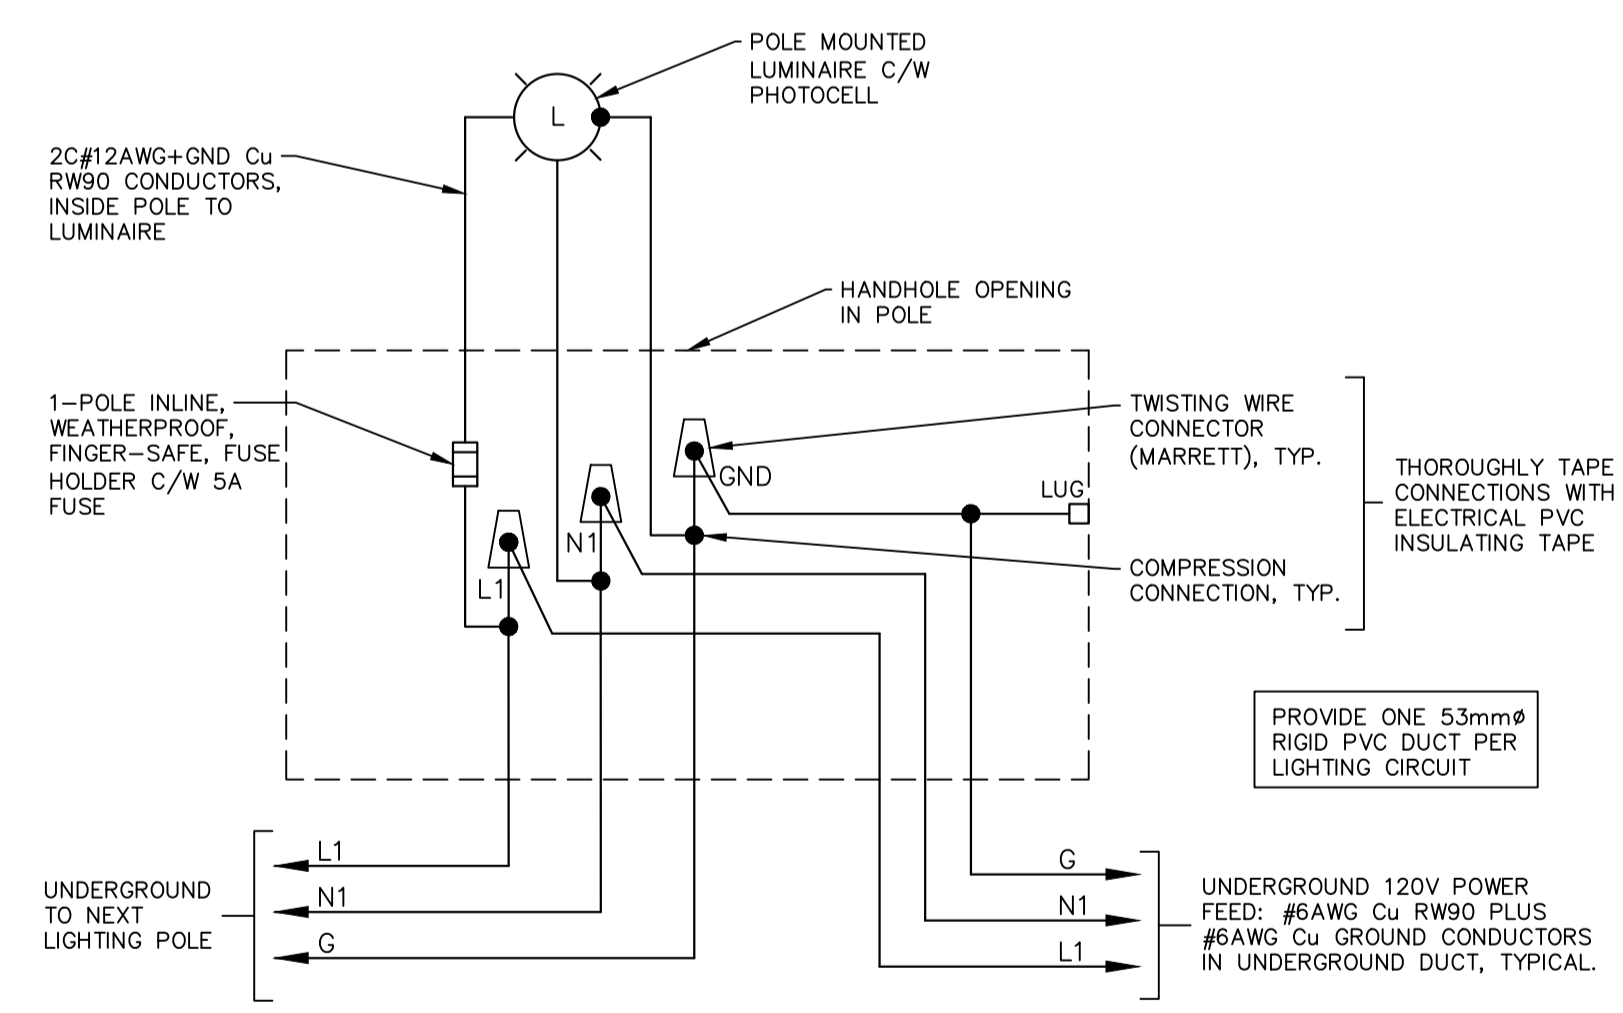 POLE MOUNTED
LUMINAIRE C/W
PHOTOCELL
L
2C#12AWG+GND Cu
RW90 CONDUCTORS,
INSIDE POLE TO
LUMINAIRE
HANDHOLE OPENING
IN POLE
1-POLE INLINE,
WEATHERPROOF,
FINGER-SAFE, FUSE
HOLDER C/W 5A
FUSE
TWISTING WIRE
CONNECTOR
(MARRETT), TYP.
GND
LUG
THOROUGHLY TAPE
CONNECTIONS WITH
ELECTRICAL PVC
INSULATING TAPE
N1
L1
COMPRESSION
CONNECTION, TYP.
PROVIDE ONE 53mmø
RIGID PVC DUCT PER
LIGHTING CIRCUIT
UNDERGROUND
TO NEXT
LIGHTING POLE
L1
N1
G
G
N1
L1
UNDERGROUND 120V POWER
FEED: #6AWG Cu RW90 PLUS
#6AWG Cu GROUND CONDUCTORS
IN UNDERGROUND DUCT, TYPICAL.